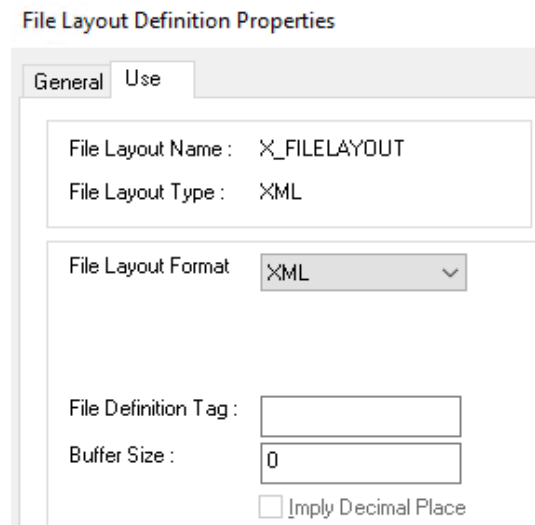 File Layout Definition Properties
General Use
File Layout Name : X_FILELAYOUT
File Layout Type : XML
File Layout Format XML
File Definition Tag :
Buffer Size : 0
Imply Decimal Place